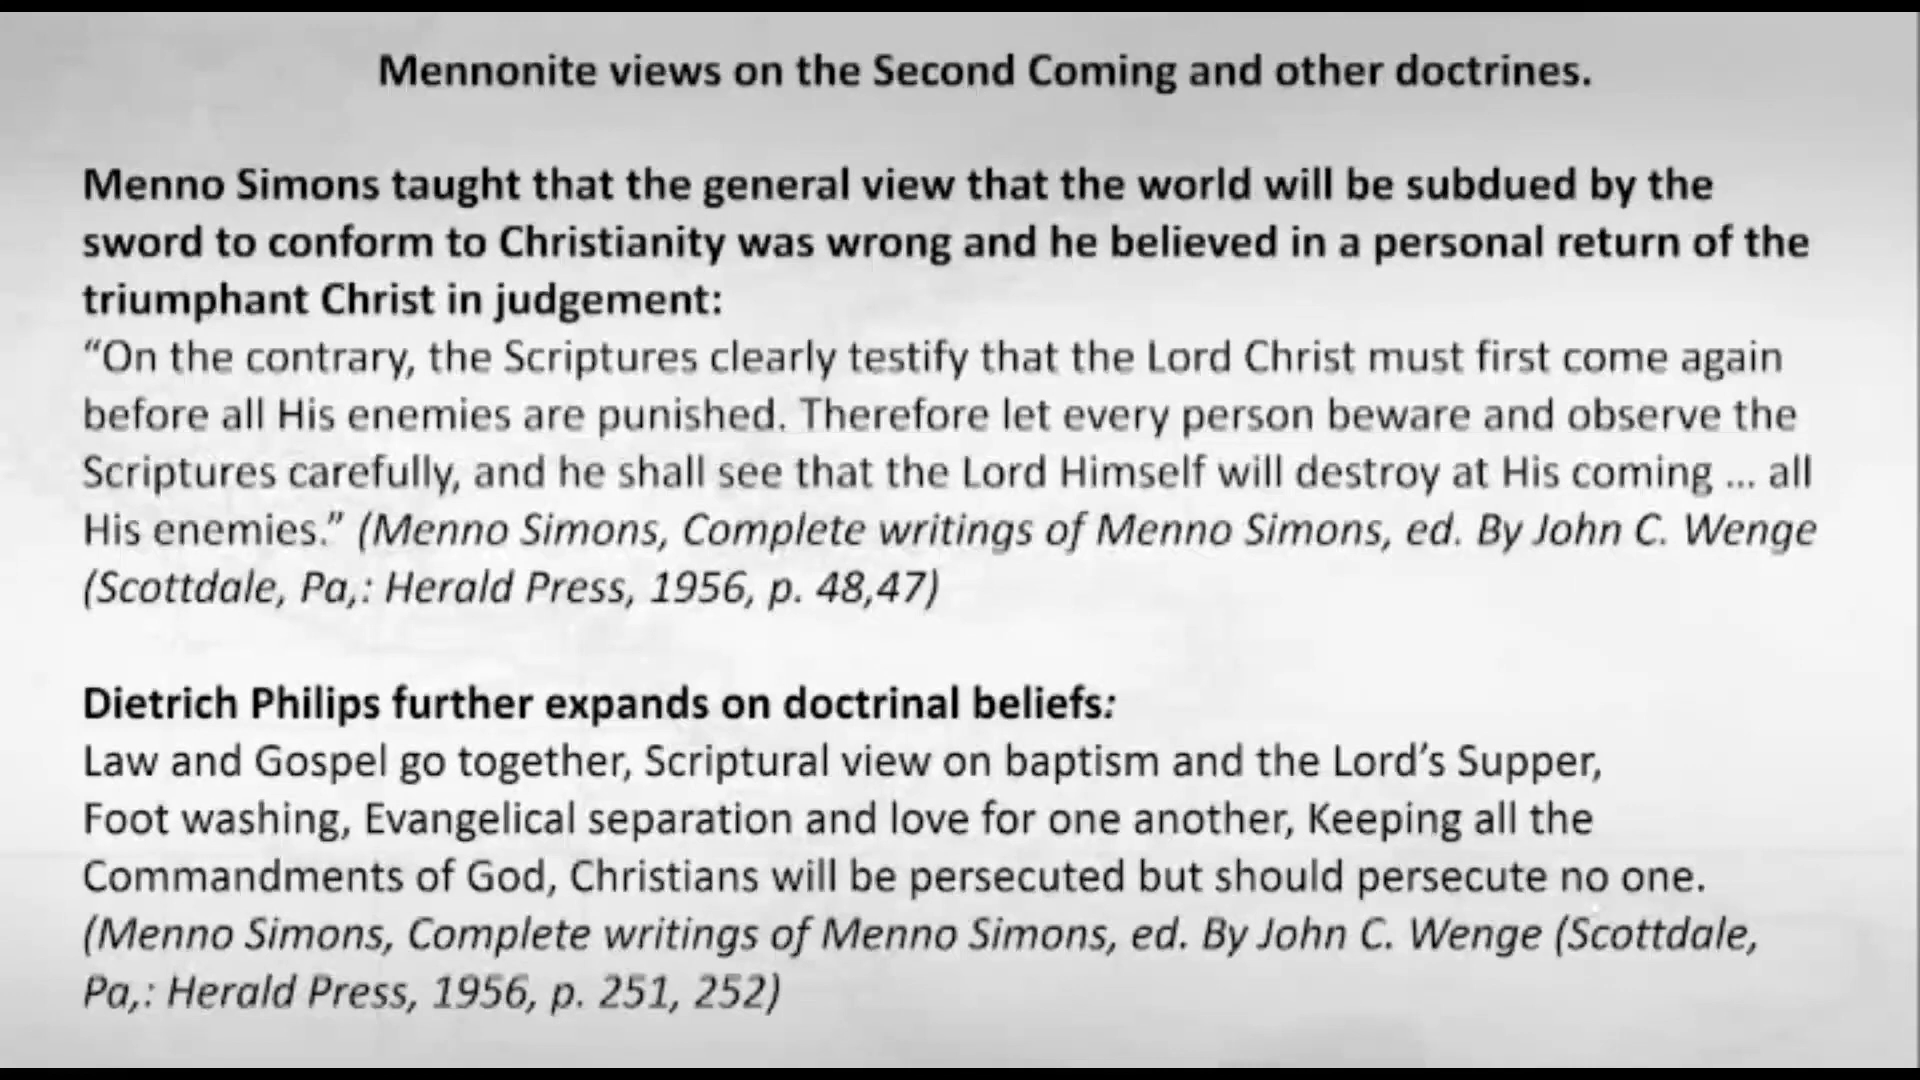 Mennonite views on the Second Coming and other doctrines.
Menno Simons taught that the general view that the world will be subdued by the
sword to conform to Christianity was wrong and he believed in a personal return of the
triumphant Christ in judgement:
“On the contrary, the Scriptures clearly testify that the Lord Christ must first come again
before all His enemies are punished. Therefore let every person beware and observe the
Scriptures carefully, and he shall see that the Lord Himself will destroy at His coming ... all
His enemies.” (Menno Simons, Complete writings of Menno Simons, ed. By John C. Wenge
(Scottdale, Pa,: Herald Press, 1956, p. 48,47)
Dietrich Philips further expands on doctrinal beliefs:
Law and Gospel go together, Scriptural view on baptism and the Lord’s Supper,
Foot washing, Evangelical separation and love for one another, Keeping all the
Commandments of God, Christians will be persecuted but should persecute no one.
(Menno Simons, Complete writings of Menno Simons, ed. By John C. Wenge (Scottdale,
Pa,: Herald Press, 1956, p. 251, 252)